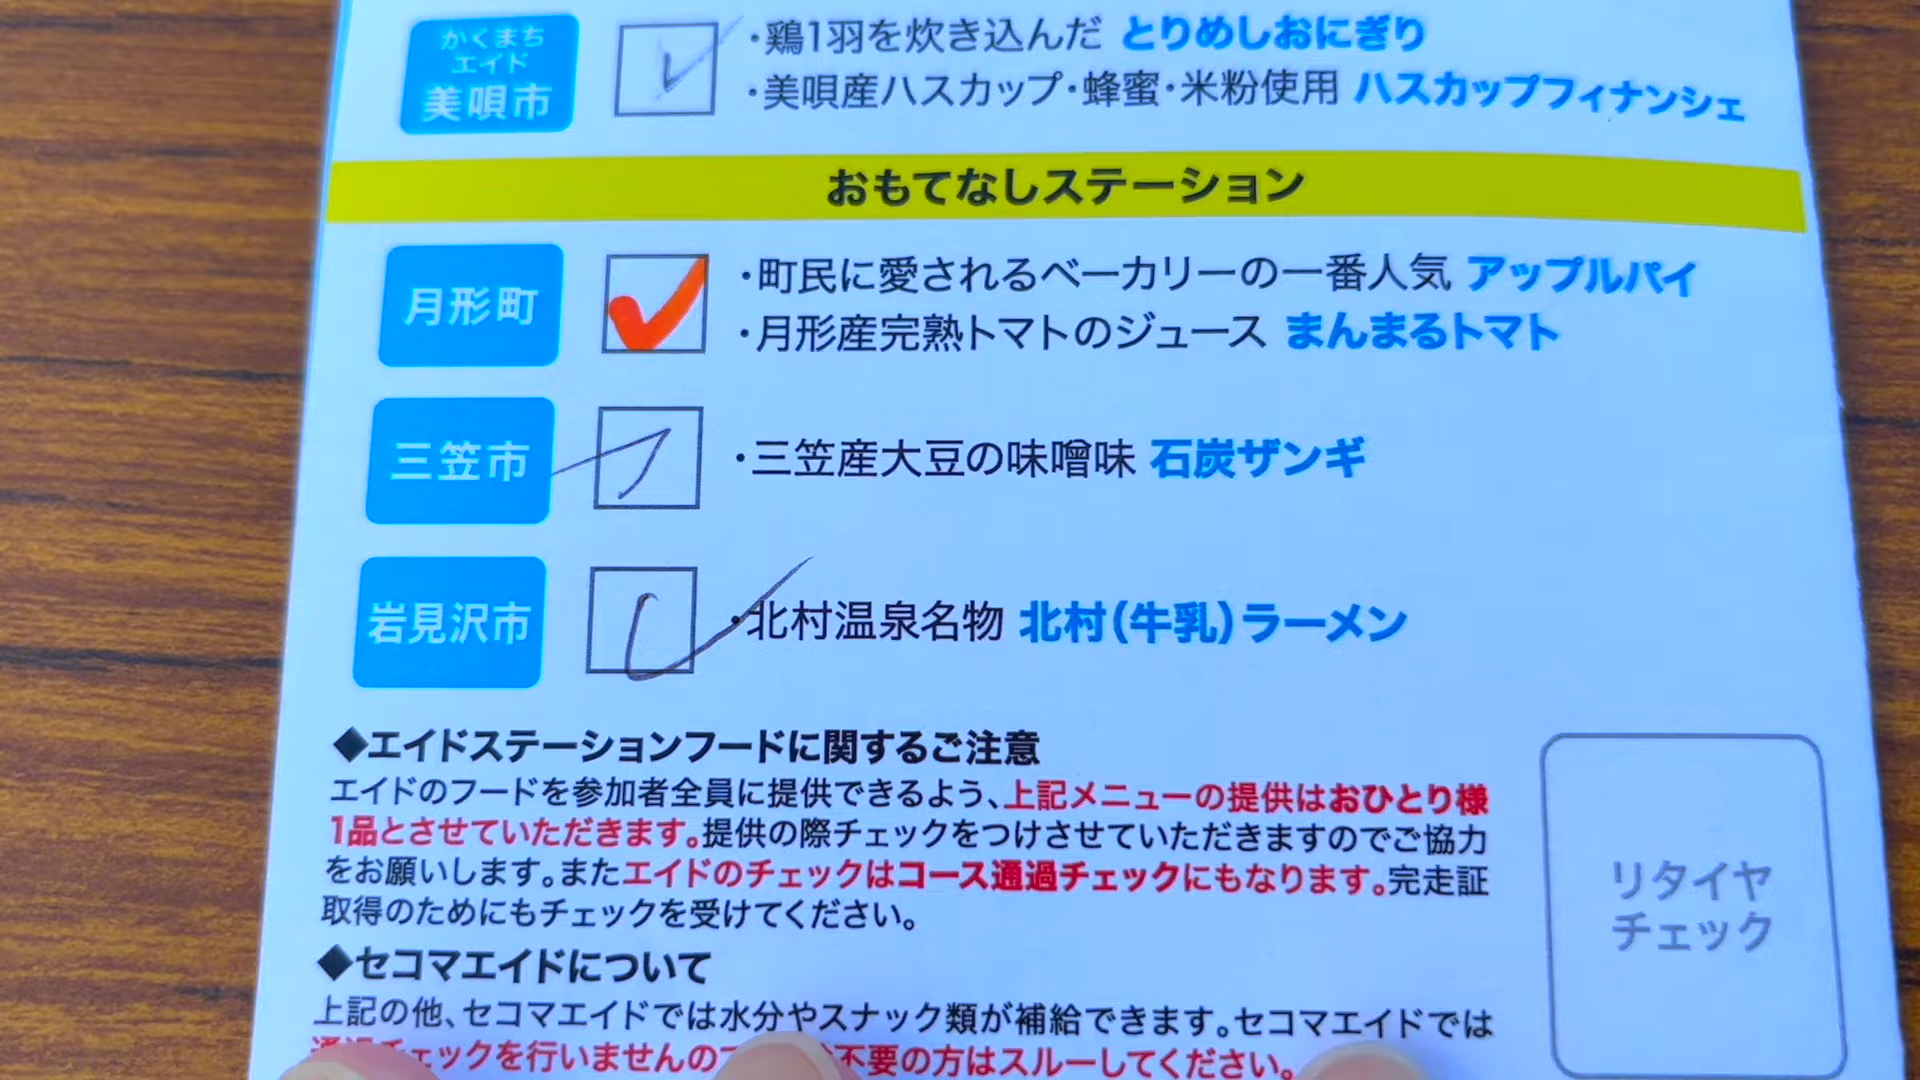 かくまち
エイド
美唄市
・鶏1羽を炊き込んだ とりめしおにぎり
・美唄産ハスカップ・蜂蜜・米粉使用 ハスカップフィナンシェ
おもてなしステーション
月形町
・町民に愛されるベーカリーの一番人気 アップルパイ
・月形産完熟トマトのジュース まんまるトマト
三笠市
・三笠産大豆の味噌味 石炭ザンギ
岩見沢市
・北村温泉名物 北村(牛乳)ラーメン
◆エイドステーションフードに関するご注意
エイドのフードを参加者全員に提供できるよう、上記メニューの提供はおひとり様
1品とさせていただきます。提供の際チェックをつけさせていただきますのでご協力
をお願いします。またエイドのチェックはコース通過チェックにもなります。完走証
取得のためにもチェックを受けてください。
◆セコマエイドについて
上記の他、セコマエイドでは水分やスナック類が補給できます。セコマエイドでは
通過チェックを行いませんので 不要の方はスルーしてください。
リタイヤ
チェック